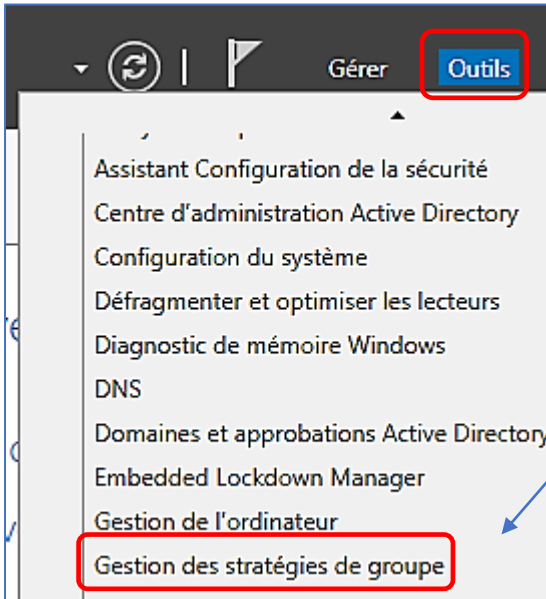 Gérer Outils
Assistant Configuration de la sécurité
Centre d'administration Active Directory
Configuration du système
Défragmenter et optimiser les lecteurs
Diagnostic de mémoire Windows
DNS
Domaines et approbations Active Directory
Embedded Lockdown Manager
Gestion de l'ordinateur
Gestion des stratégies de groupe